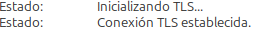 Estado: Inicializando TLS...
Estado: Conexión TLS establecida.